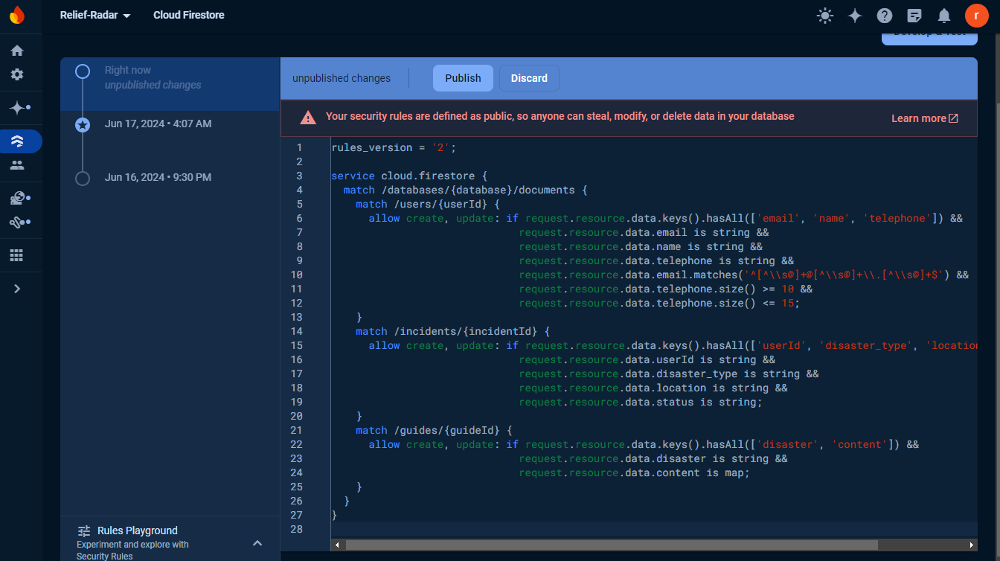 Relief-Radar
Cloud Firestore
r
Develop & Test
Right now
unpublished changes
Jun 17, 2024 • 4:07 AM
Jun 16, 2024 • 9:30 PM
unpublished changes
Publish
Discard
Your security rules are defined as public, so anyone can steal, modify, or delete data in your database
Learn more
1 rules_version = '2';
2
3 service cloud.firestore {
4 match /databases/{database}/documents {
5 match /users/{userId} {
6 allow create, update: if request.resource.data.keys().hasAll(['email', 'name', 'telephone']) &&
7 request.resource.data.email is string &&
8 request.resource.data.name is string &&
9 request.resource.data.telephone is string &&
10 request.resource.data.email.matches('^[^\\s@]+@[^\\s@]+\\.[^\\s@]+$') &&
11 request.resource.data.telephone.size() >= 10 &&
12 request.resource.data.telephone.size() <= 15;
13 }
14 match /incidents/{incidentId} {
15 allow create, update: if request.resource.data.keys().hasAll(['userId', 'disaster_type', 'location
16 request.resource.data.userId is string &&
17 request.resource.data.disaster_type is string &&
18 request.resource.data.location is string &&
19 request.resource.data.status is string;
20 }
21 match /guides/{guideId} {
22 allow create, update: if request.resource.data.keys().hasAll(['disaster', 'content']) &&
23 request.resource.data.disaster is string &&
24 request.resource.data.content is map;
25 }
26 }
27 }
28
Rules Playground
Experiment and explore with
Security Rules